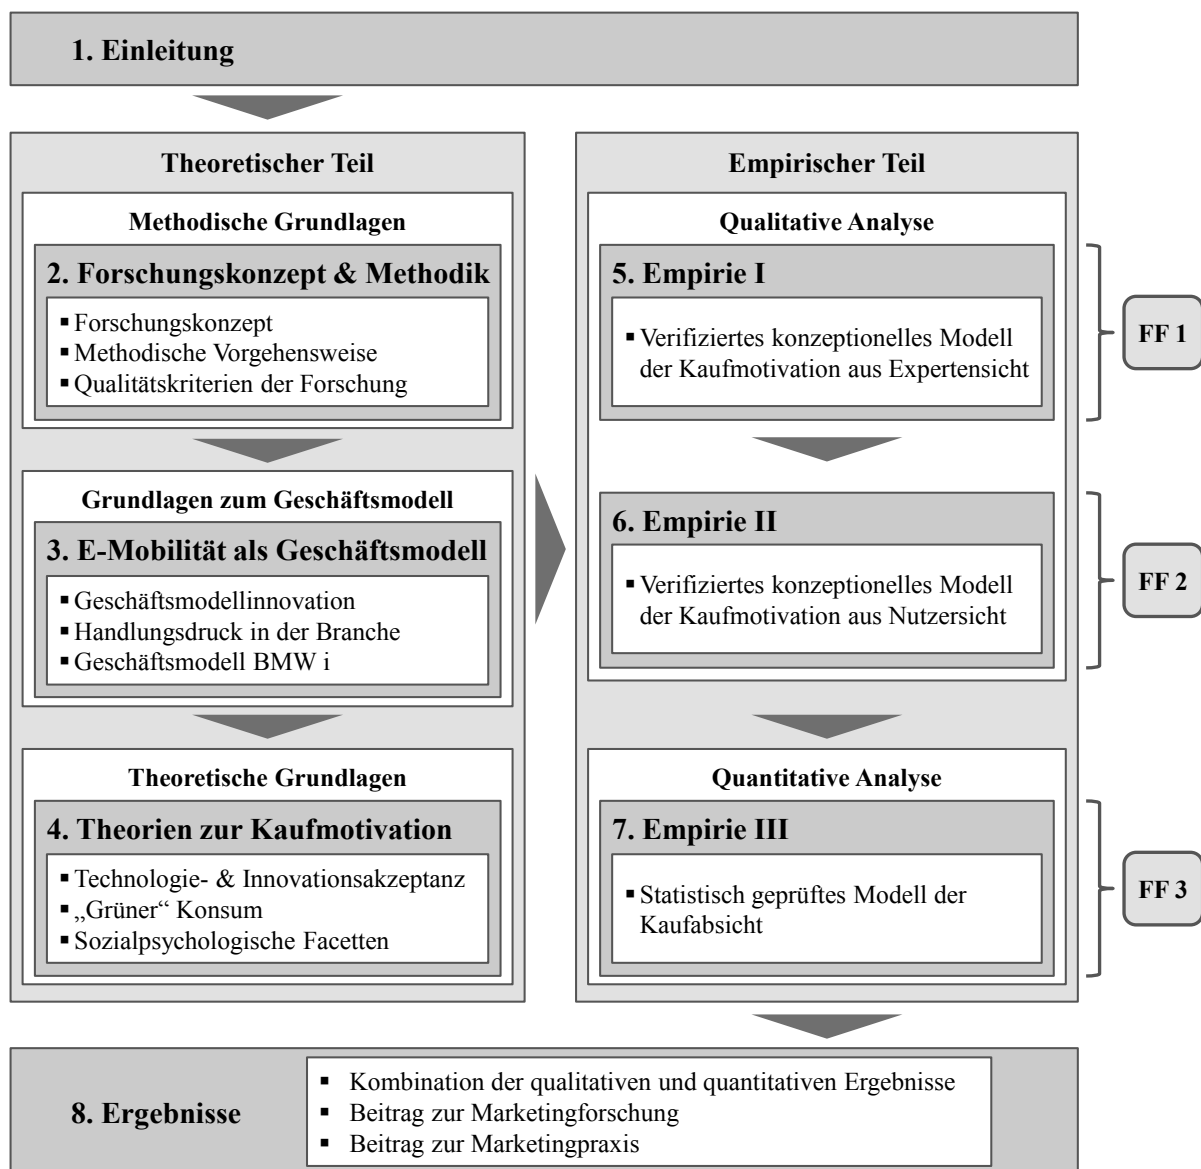 1. Einleitung
Theoretischer Teil
Methodische Grundlagen
2. Forschungskonzept & Methodik
▪ Forschungskonzept
▪ Methodische Vorgehensweise
▪ Qualitätskriterien der Forschung
Grundlagen zum Geschäftsmodell
3. E-Mobilität als Geschäftsmodell
▪ Geschäftsmodellinnovation
▪ Handlungsdruck in der Branche
▪ Geschäftsmodell BMW i
Theoretische Grundlagen
4. Theorien zur Kaufmotivation
▪ Technologie- & Innovationsakzeptanz
▪ „Grüner“ Konsum
▪ Sozialpsychologische Facetten
Empirischer Teil
Qualitative Analyse
5. Empirie I
▪ Verifiziertes konzeptionelles Modell
der Kaufmotivation aus Expertensicht
FF 1
6. Empirie II
▪ Verifiziertes konzeptionelles Modell
der Kaufmotivation aus Nutzersicht
FF 2
Quantitative Analyse
7. Empirie III
▪ Statistisch geprüftes Modell der
Kaufabsicht
FF 3
8. Ergebnisse
▪ Kombination der qualitativen und quantitativen Ergebnisse
▪ Beitrag zur Marketingforschung
▪ Beitrag zur Marketingpraxis